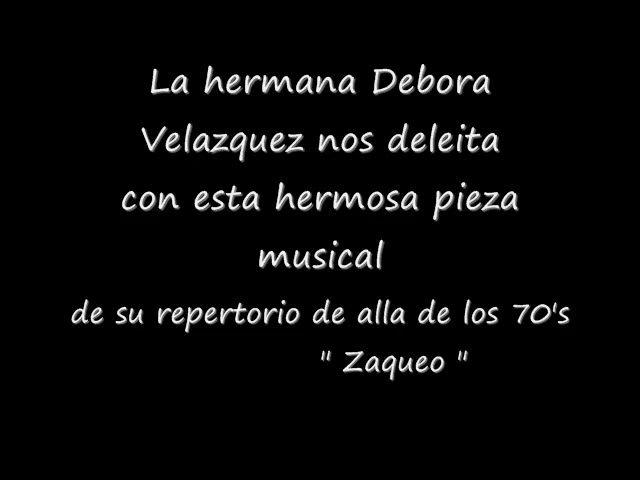 La hermana Debora
Velazquez nos deleita
con esta hermosa pieza
musical
de su repertorio de alla de los 70's
" Zaqueo "